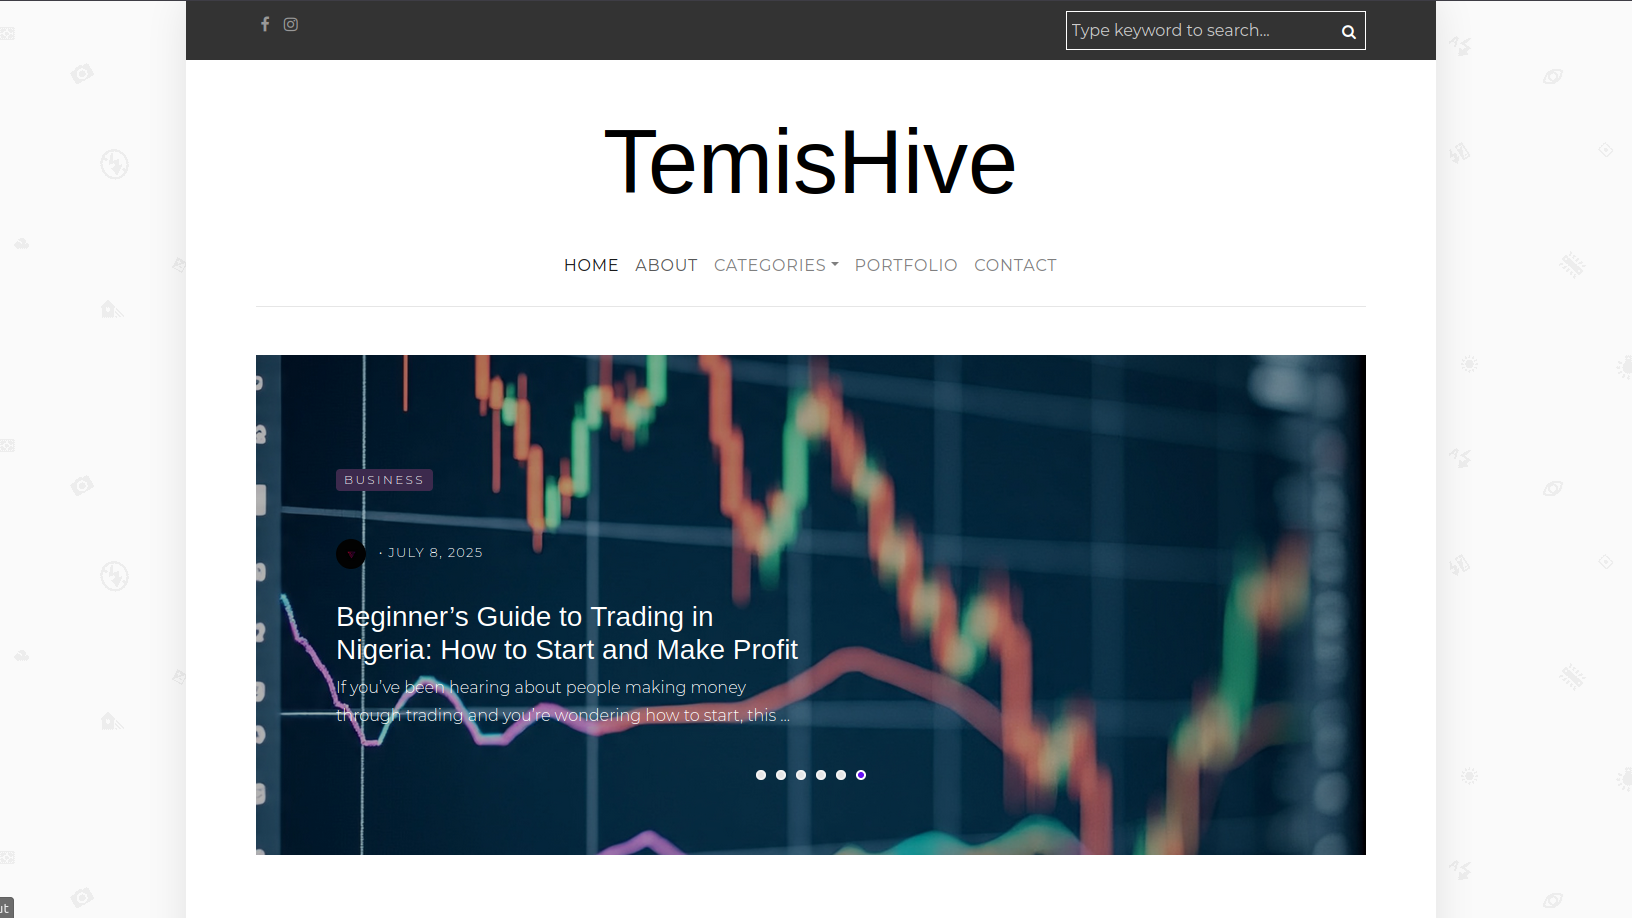 Type keyword to search...
TemisHive
HOME ABOUT CATEGORIES PORTFOLIO CONTACT
BUSINESS
· JULY 8, 2025
Beginner’s Guide to Trading in
Nigeria: How to Start and Make Profit
If you’ve been hearing about people making money
through trading and you’re wondering how to start, this ...